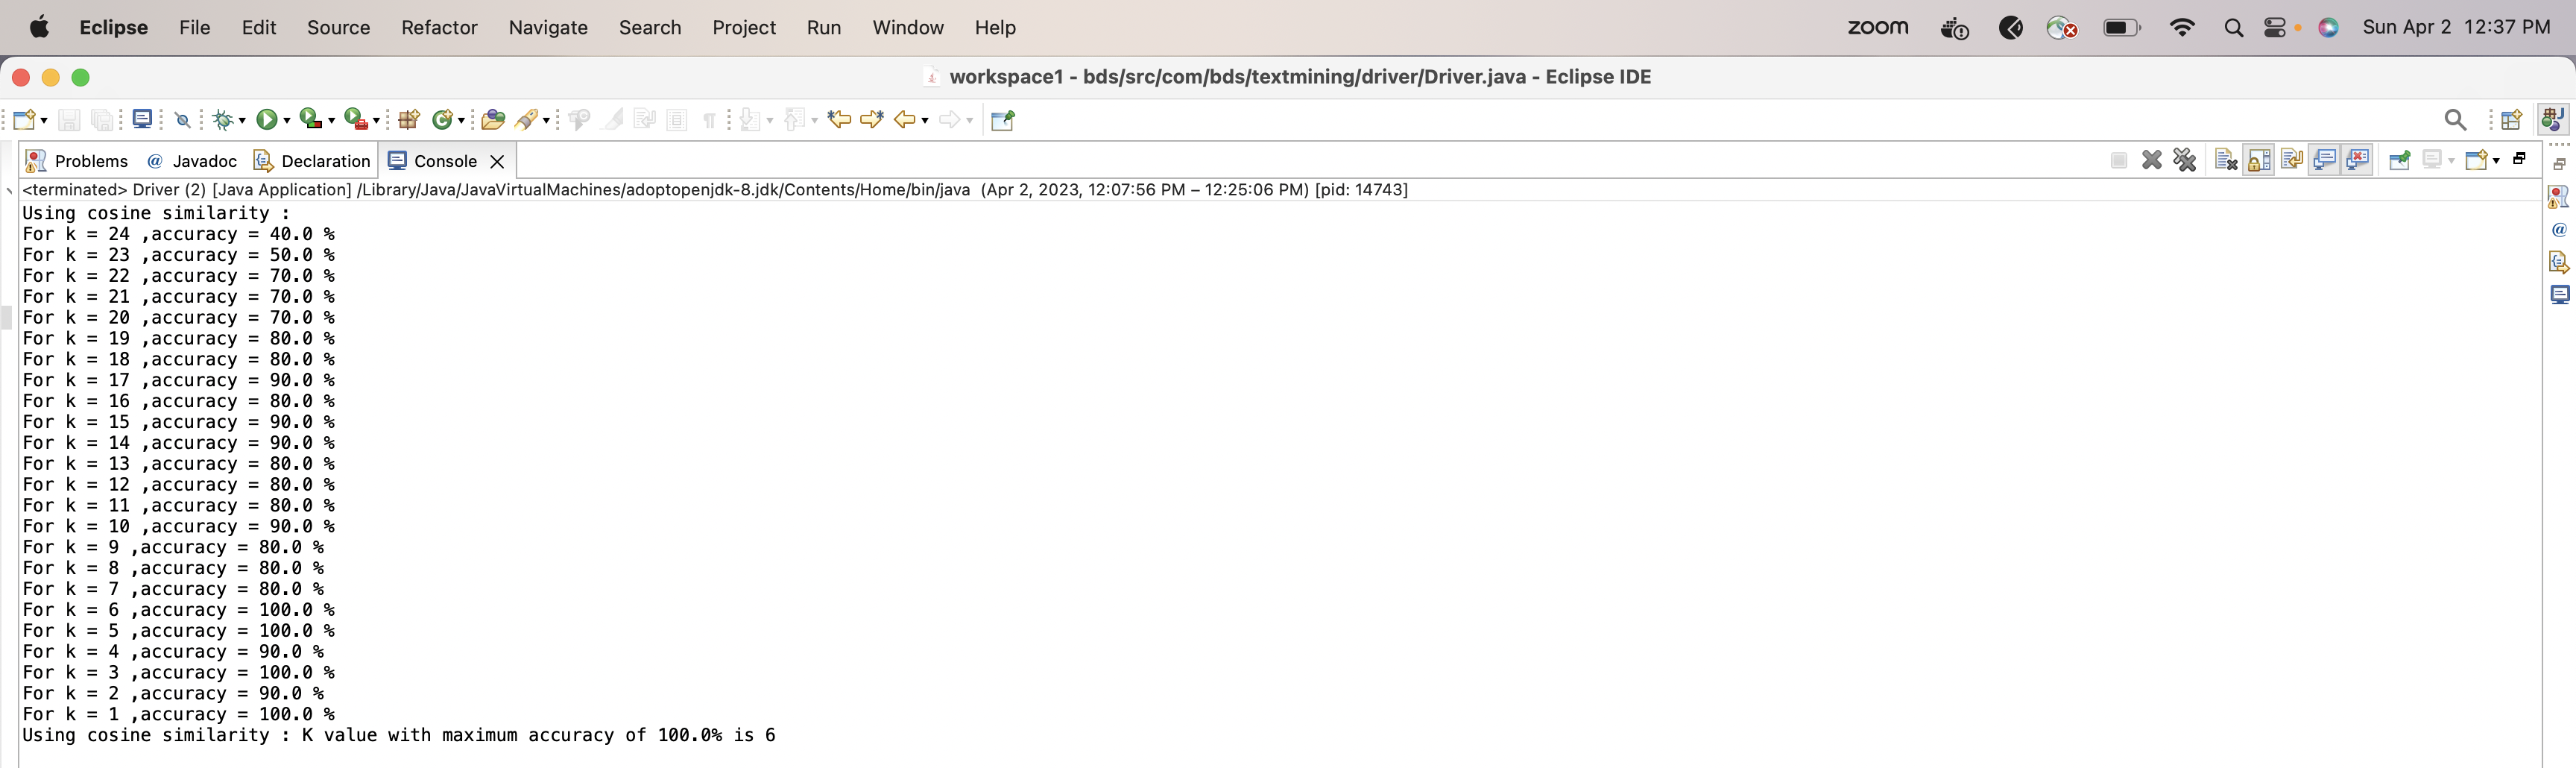 Eclipse File Edit Source Refactor Navigate Search Project Run Window Help zoom Sun Apr 2 12:37 PM
workspace1 - bds/src/com/bds/textmining/driver/Driver.java - Eclipse IDE
Problems @ Javadoc Declaration Console
<terminated> Driver (2) [Java Application] /Library/Java/JavaVirtualMachines/adoptopenjdk-8.jdk/Contents/Home/bin/java (Apr 2, 2023, 12:07:56 PM – 12:25:06 PM) [pid: 14743]
Using cosine similarity :
For k = 24 ,accuracy = 40.0 %
For k = 23 ,accuracy = 50.0 %
For k = 22 ,accuracy = 70.0 %
For k = 21 ,accuracy = 70.0 %
For k = 20 ,accuracy = 70.0 %
For k = 19 ,accuracy = 80.0 %
For k = 18 ,accuracy = 80.0 %
For k = 17 ,accuracy = 90.0 %
For k = 16 ,accuracy = 80.0 %
For k = 15 ,accuracy = 90.0 %
For k = 14 ,accuracy = 90.0 %
For k = 13 ,accuracy = 80.0 %
For k = 12 ,accuracy = 80.0 %
For k = 11 ,accuracy = 80.0 %
For k = 10 ,accuracy = 90.0 %
For k = 9 ,accuracy = 80.0 %
For k = 8 ,accuracy = 80.0 %
For k = 7 ,accuracy = 80.0 %
For k = 6 ,accuracy = 100.0 %
For k = 5 ,accuracy = 100.0 %
For k = 4 ,accuracy = 90.0 %
For k = 3 ,accuracy = 100.0 %
For k = 2 ,accuracy = 90.0 %
For k = 1 ,accuracy = 100.0 %
Using cosine similarity : K value with maximum accuracy of 100.0% is 6